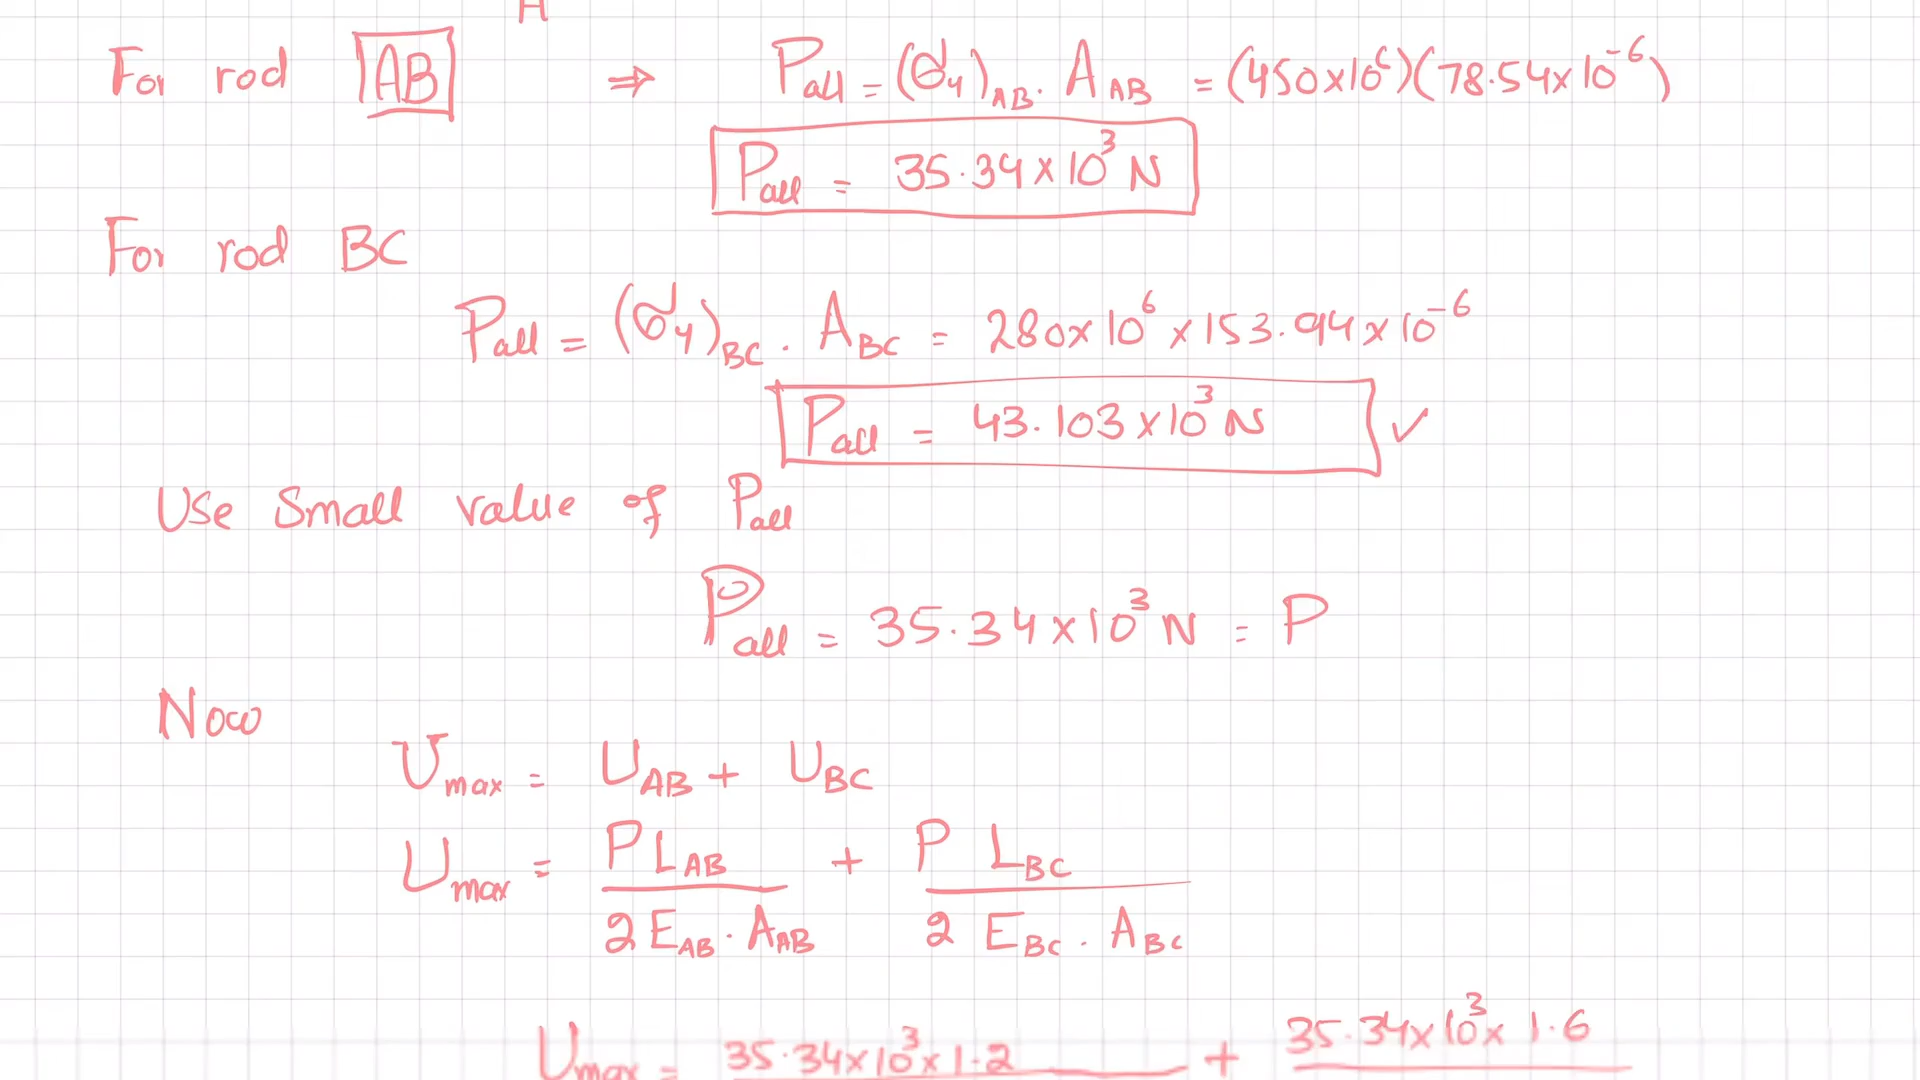 For rod AB ⇒ Pall = (σy)AB · AAB = (450×10⁶)(78.54×10⁻⁶)
Pall = 35.34×10³ N
For rod BC
Pall = (σy)BC · ABC = 280×10⁶ × 153.94×10⁻⁶
Pall = 43.103×10³ N ✓
Use Small value of Pall
Pall = 35.34×10³ N = P
Now
Umax = UAB + UBC
Umax = P LAB / 2 EAB · AAB + P LBC / 2 EBC · ABC
Umax = 35.34×10³×1.2 + 35.34×10³× 1.6